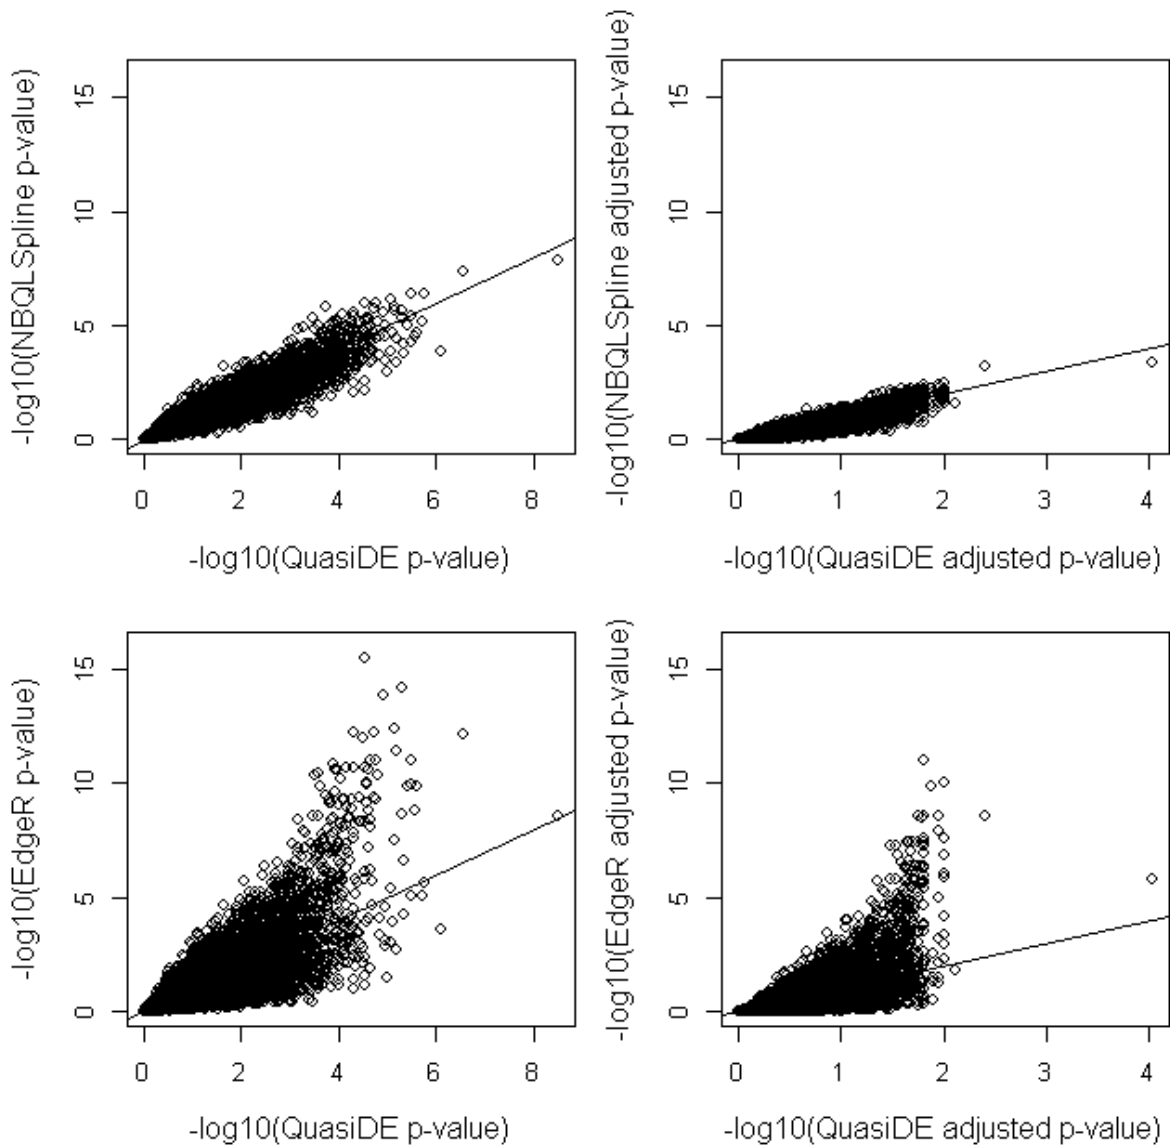 -log10(NBQLSpline p-value)
15
10
5
0
0 2 4 6 8
-log10(QuasiDE p-value)
-log10(NBQLSpline adjusted p-value)
15
10
5
0
0 1 2 3 4
-log10(QuasiDE adjusted p-value)
-log10(EdgeR p-value)
15
10
5
0
0 2 4 6 8
-log10(QuasiDE p-value)
-log10(EdgeR adjusted p-value)
15
10
5
0
0 1 2 3 4
-log10(QuasiDE adjusted p-value)